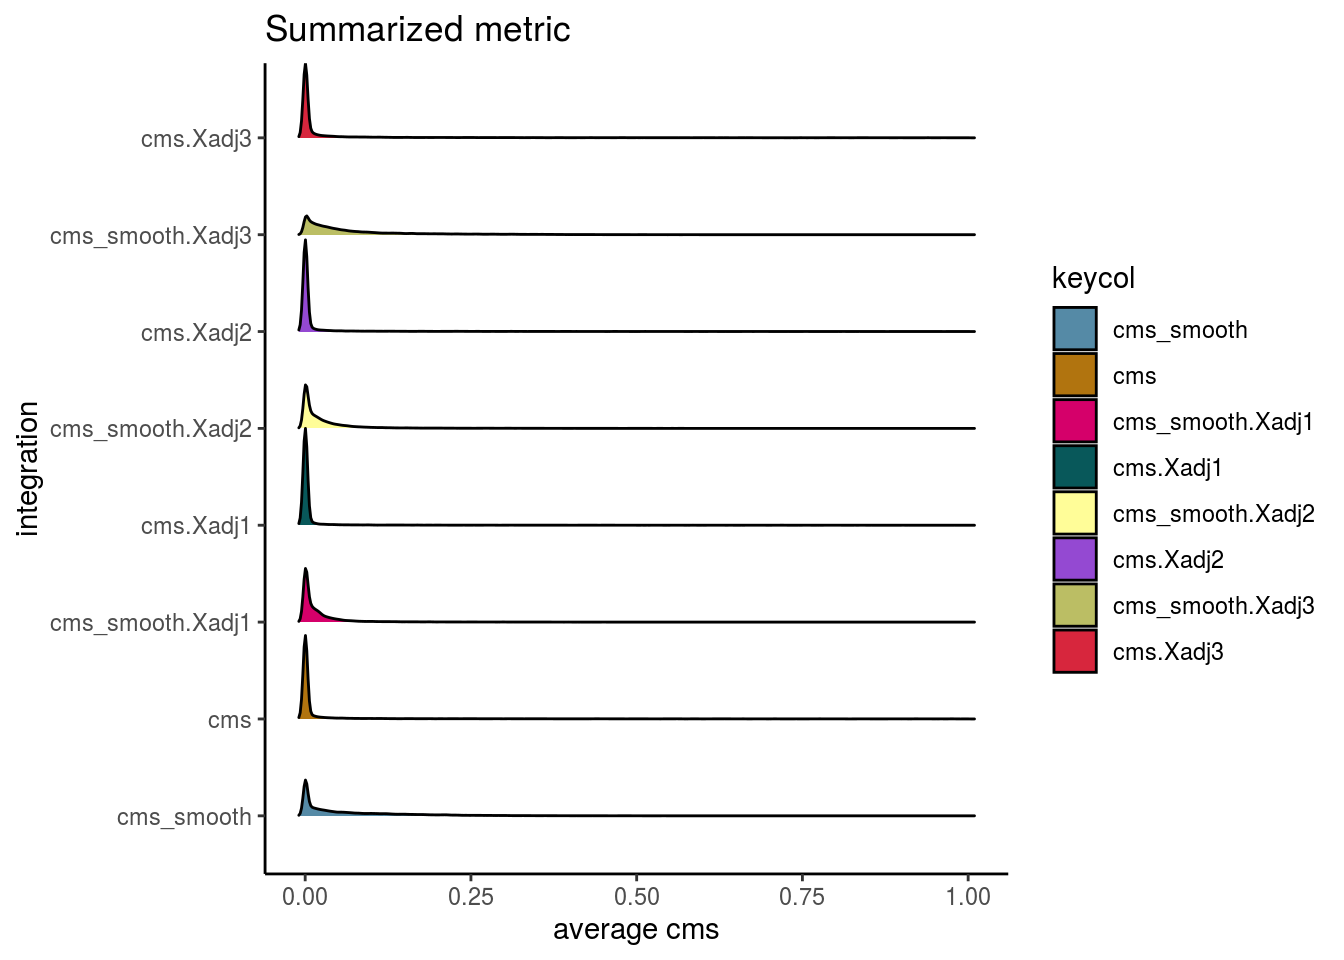 Summarized metric
cms.Xadj3
cms_smooth.Xadj3
cms.Xadj2
cms_smooth.Xadj2
cms.Xadj1
cms_smooth.Xadj1
cms
cms_smooth
integration
0.00 0.25 0.50 0.75 1.00
average cms
keycol
cms_smooth
cms
cms_smooth.Xadj1
cms.Xadj1
cms_smooth.Xadj2
cms.Xadj2
cms_smooth.Xadj3
cms.Xadj3